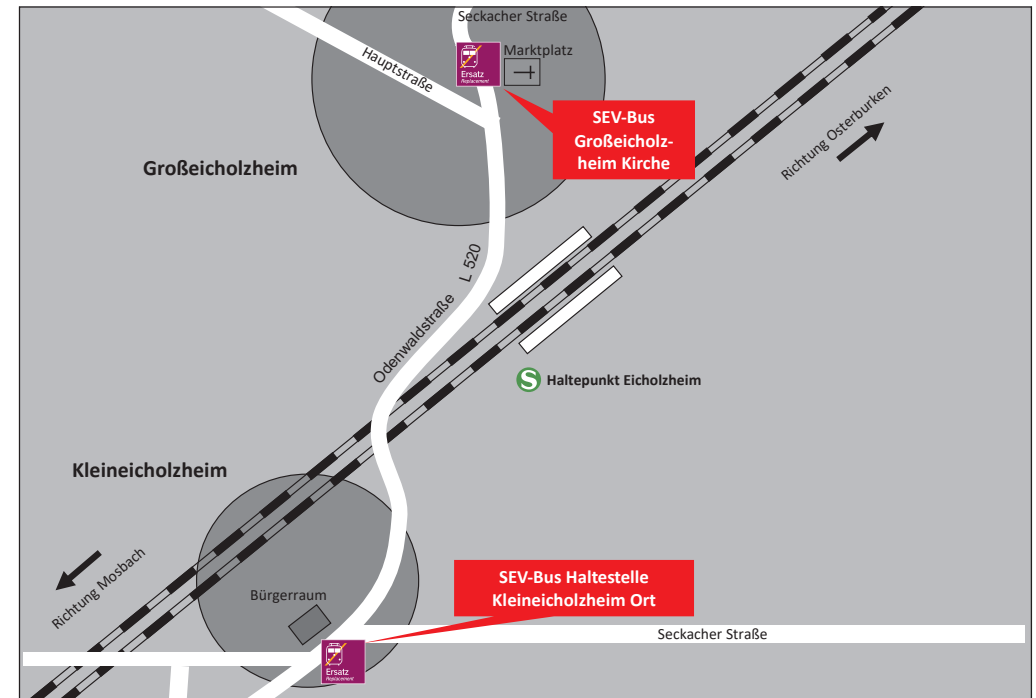 Seckacher Straße
Marktplatz
Hauptstraße
Ersatz
Replacement
SEV-Bus
Großeicholz-
heim Kirche
Richtung Osterburken
Großeicholzheim
L 520
Odenwaldstraße
S Haltepunkt Eicholzheim
Kleineicholzheim
Richtung Mosbach
SEV-Bus Haltestelle
Kleineicholzheim Ort
Bürgerraum
Seckacher Straße
Ersatz
Replacement